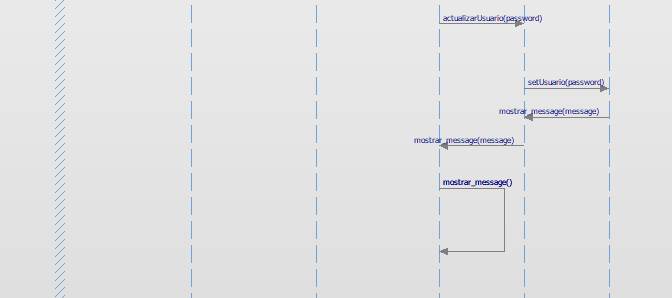 actualizarUsuario(password)
setUsuario(password)
mostrar_message(message)
mostrar_message(message)
mostrar_message()